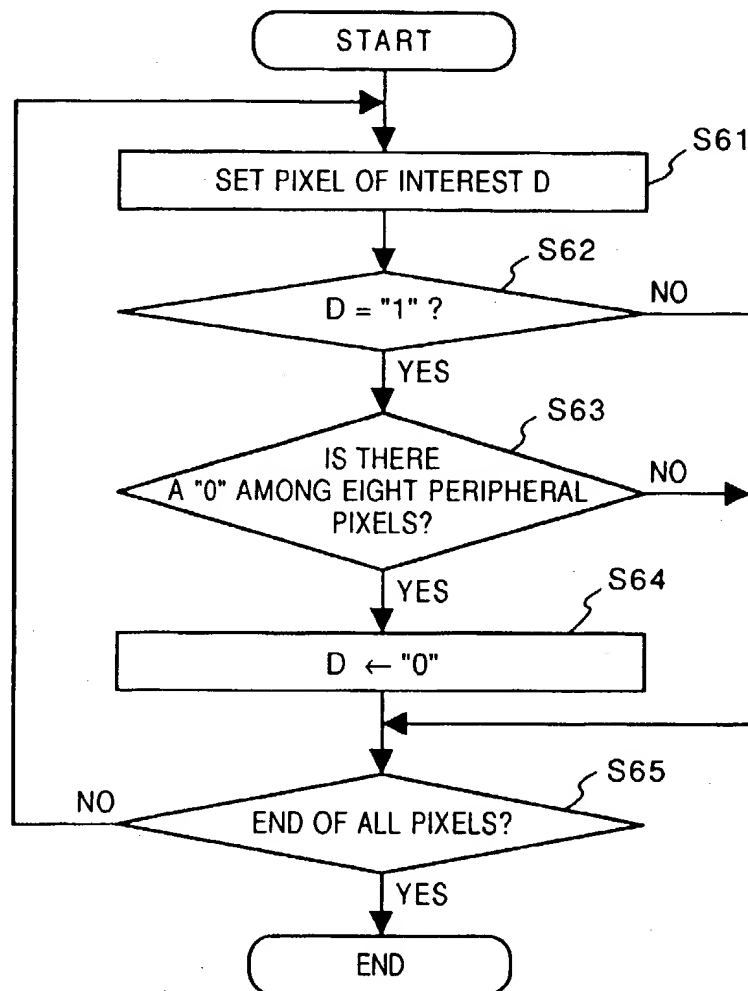 START
S61
SET PIXEL OF INTEREST D
S62
D = "1" ?
NO
YES
S63
IS THERE
A "0" AMONG EIGHT PERIPHERAL
PIXELS?
NO
YES
S64
D ← "0"
S65
NO
END OF ALL PIXELS?
YES
END